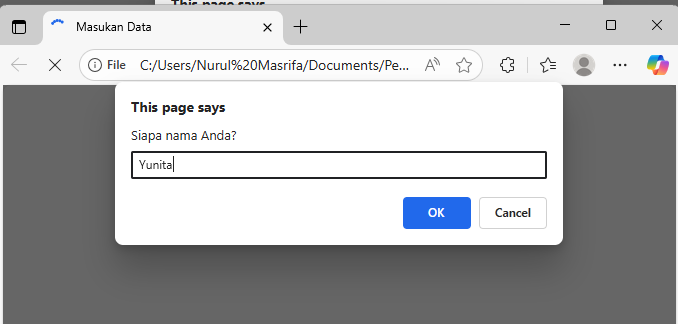 This page says
Masukan Data
File C:/Users/Nurul%20Masrifa/Documents/Pe...
This page says
Siapa nama Anda?
Yunita
OK Cancel